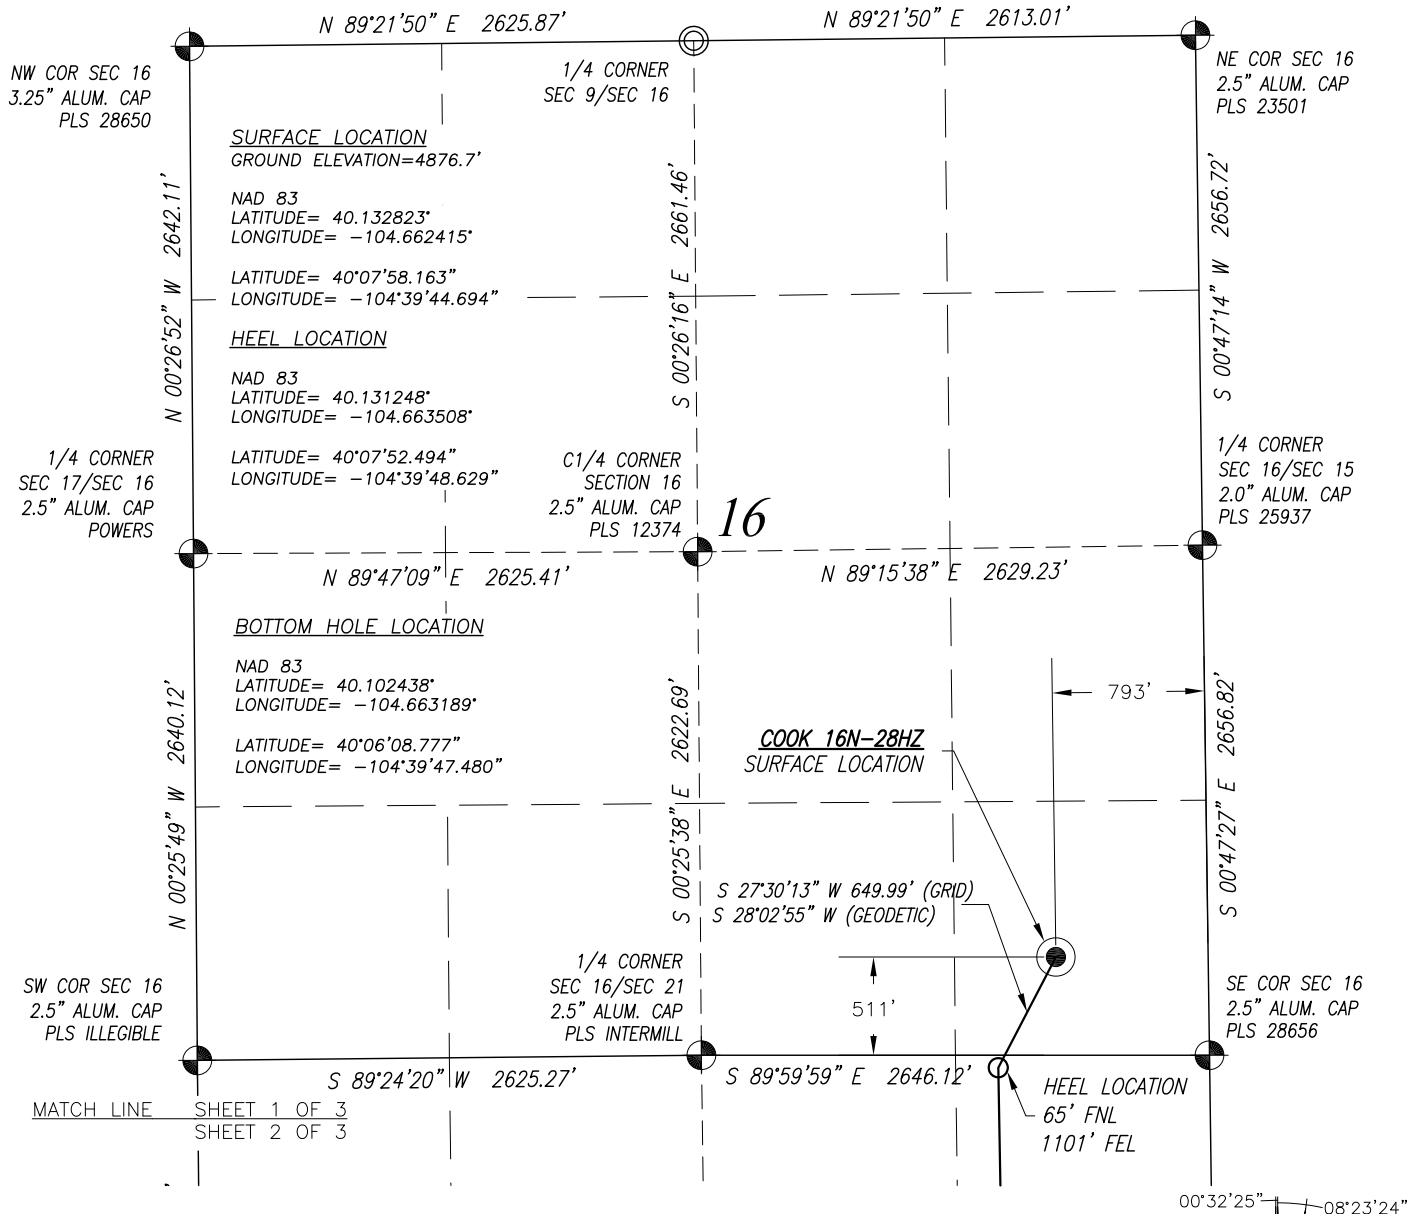 N 89°21'50" E 2625.87'
N 89°21'50" E 2613.01'
NW COR SEC 16
3.25" ALUM. CAP
PLS 28650
1/4 CORNER
SEC 9/SEC 16
NE COR SEC 16
2.5" ALUM. CAP
PLS 23501
SURFACE LOCATION
GROUND ELEVATION=4876.7'
NAD 83
LATITUDE= 40.132823°
LONGITUDE= -104.662415°
LATITUDE= 40°07'58.163"
LONGITUDE= -104°39'44.694"
HEEL LOCATION
NAD 83
LATITUDE= 40.131248°
LONGITUDE= -104.663508°
LATITUDE= 40°07'52.494"
LONGITUDE= -104°39'48.629"
N 00°26'52" W 2642.11'
S 00°26'16" E 2661.46'
S 00°47'14" W 2656.72'
1/4 CORNER
SEC 17/SEC 16
2.5" ALUM. CAP
POWERS
C1/4 CORNER
SECTION 16
2.5" ALUM. CAP
PLS 12374
16
1/4 CORNER
SEC 16/SEC 15
2.0" ALUM. CAP
PLS 25937
N 89°47'09" E 2625.41'
N 89°15'38" E 2629.23'
BOTTOM HOLE LOCATION
NAD 83
LATITUDE= 40.102438°
LONGITUDE= -104.663189°
LATITUDE= 40°06'08.777"
LONGITUDE= -104°39'47.480"
N 00°25'49" W 2640.12'
S 00°25'38" E 2622.69'
793'
S 00°47'27" E 2656.82'
COOK 16N-28HZ
SURFACE LOCATION
S 27°30'13" W 649.99' (GRID)
S 28°02'55" W (GEODETIC)
511'
SW COR SEC 16
2.5" ALUM. CAP
PLS ILLEGIBLE
1/4 CORNER
SEC 16/SEC 21
2.5" ALUM. CAP
PLS INTERMILL
SE COR SEC 16
2.5" ALUM. CAP
PLS 28656
S 89°24'20" W 2625.27'
S 89°59'59" E 2646.12'
HEEL LOCATION
65' FNL
1101' FEL
MATCH LINE SHEET 1 OF 3
SHEET 2 OF 3
00°32'25"
08°23'24"